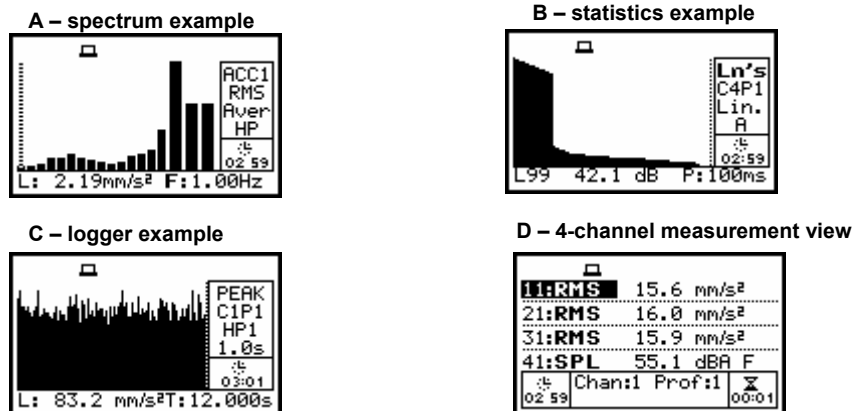 A – spectrum example
ACC1
RMS
Aver
HP
02 59
L: 2.19mm/s² F:1.00Hz
B – statistics example
Ln's
C4P1
Lin.
A
02:59
L99 42.1 dB P:100ms
C – logger example
PEAK
C1P1
HP1
1.0s
03:01
L: 83.2 mm/s²T:12.000s
D – 4-channel measurement view
11:RMS 15.6 mm/s²
21:RMS 16.0 mm/s²
31:RMS 15.9 mm/s²
41:SPL 55.1 dBA F
02 59 Chan:1 Prof:1 00:01